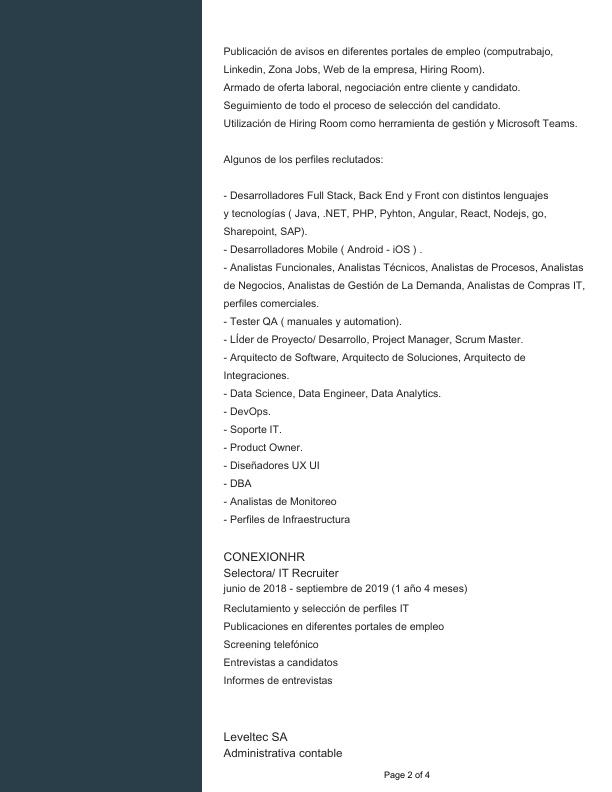 Publicación de avisos en diferentes portales de empleo (computrabajo,
Linkedin, Zona Jobs, Web de la empresa, Hiring Room).
Armado de oferta laboral, negociación entre cliente y candidato.
Seguimiento de todo el proceso de selección del candidato.
Utilización de Hiring Room como herramienta de gestión y Microsoft Teams.
Algunos de los perfiles reclutados:
- Desarrolladores Full Stack, Back End y Front con distintos lenguajes
y tecnologías ( Java, .NET, PHP, Pyhton, Angular, React, Nodejs, go,
Sharepoint, SAP).
- Desarrolladores Mobile ( Android - iOS ) .
- Analistas Funcionales, Analistas Técnicos, Analistas de Procesos, Analistas
de Negocios, Analistas de Gestión de La Demanda, Analistas de Compras IT,
perfiles comerciales.
- Tester QA ( manuales y automation).
- LÍder de Proyecto/ Desarrollo, Project Manager, Scrum Master.
- Arquitecto de Software, Arquitecto de Soluciones, Arquitecto de
Integraciones.
- Data Science, Data Engineer, Data Analytics.
- DevOps.
- Soporte IT.
- Product Owner.
- Diseñadores UX UI
- DBA
- Analistas de Monitoreo
- Perfiles de Infraestructura
CONEXIONHR
Selectora/ IT Recruiter
junio de 2018 - septiembre de 2019 (1 año 4 meses)
Reclutamiento y selección de perfiles IT
Publicaciones en diferentes portales de empleo
Screening telefónico
Entrevistas a candidatos
Informes de entrevistas
Leveltec SA
Administrativa contable
Page 2 of 4